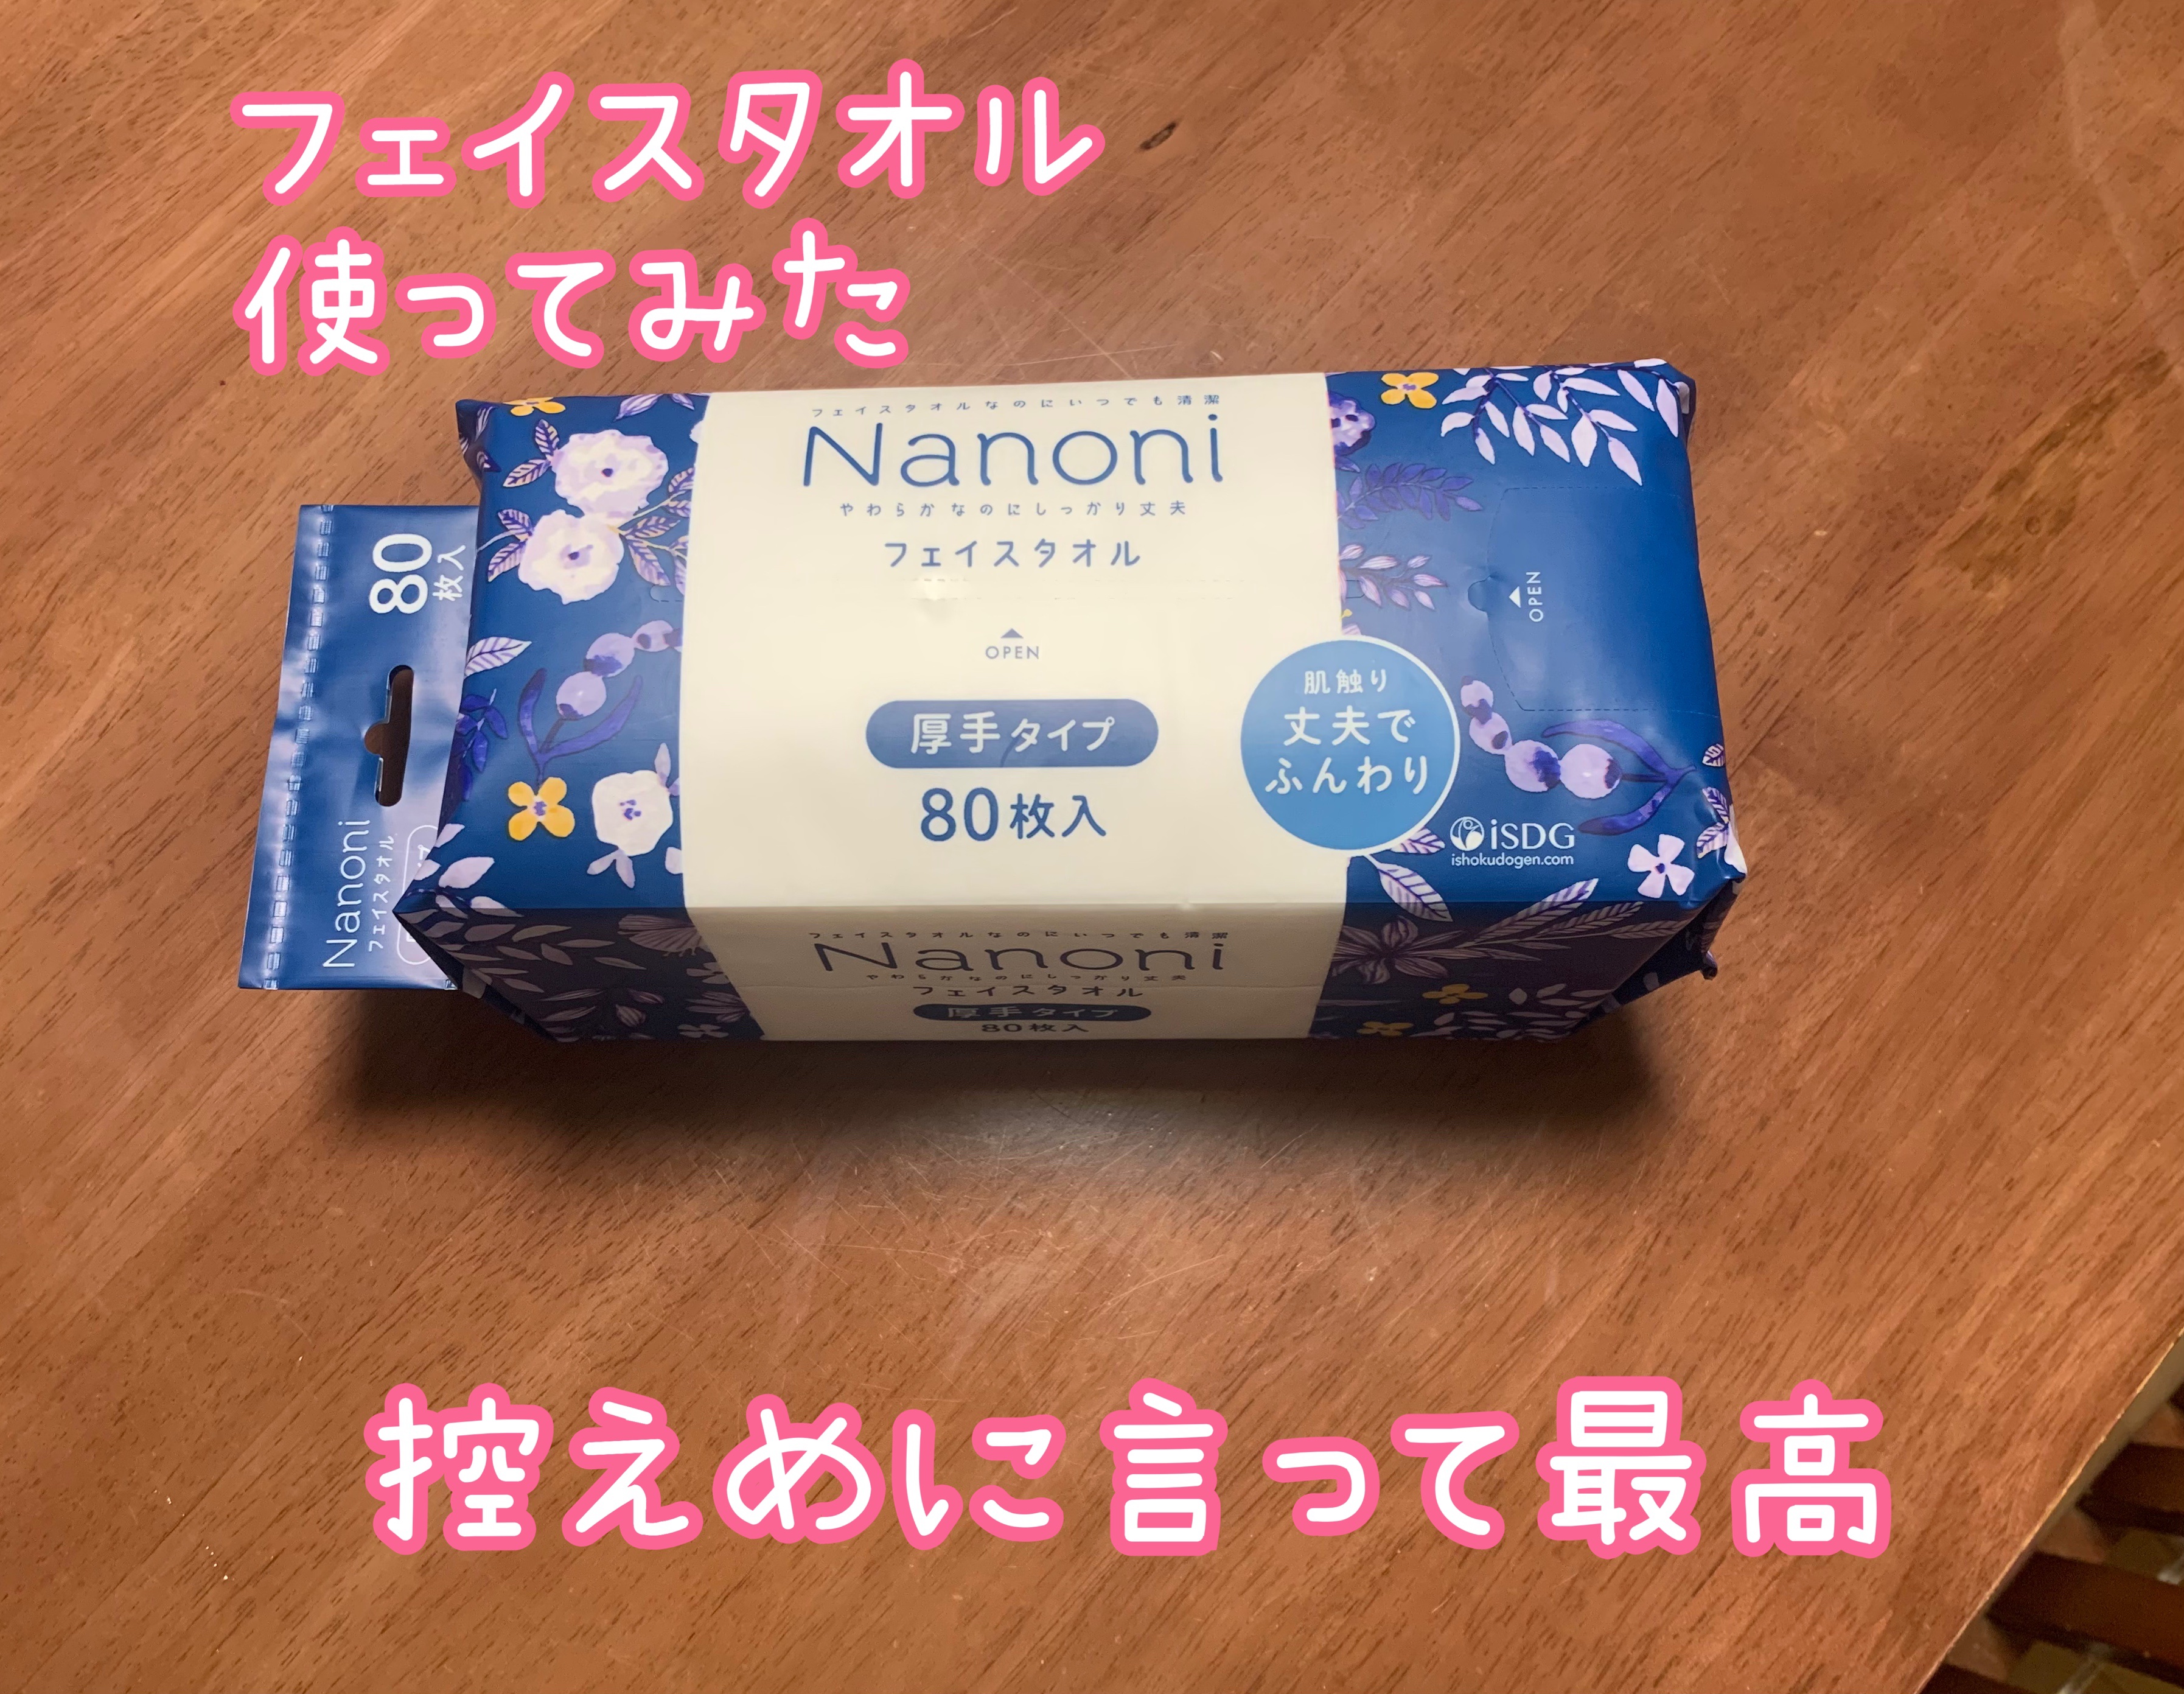 フェイスタオル
使ってみた
フェイスタオルなのにいつでも清潔
Nanoni
やわらかなのにしっかり丈夫
フェイスタオル
OPEN
厚手タイプ
80枚入
肌触り
丈夫で
ふんわり
OPEN
iSDG
ishokudogen.com
80
枚入
Nanoni
フェイスタオル
フェイスタオルなのにいつでも清潔
Nanoni
やわらかなのにしっかり丈夫
フェイスタオル
厚手タイプ
80枚入
控えめに言って最高